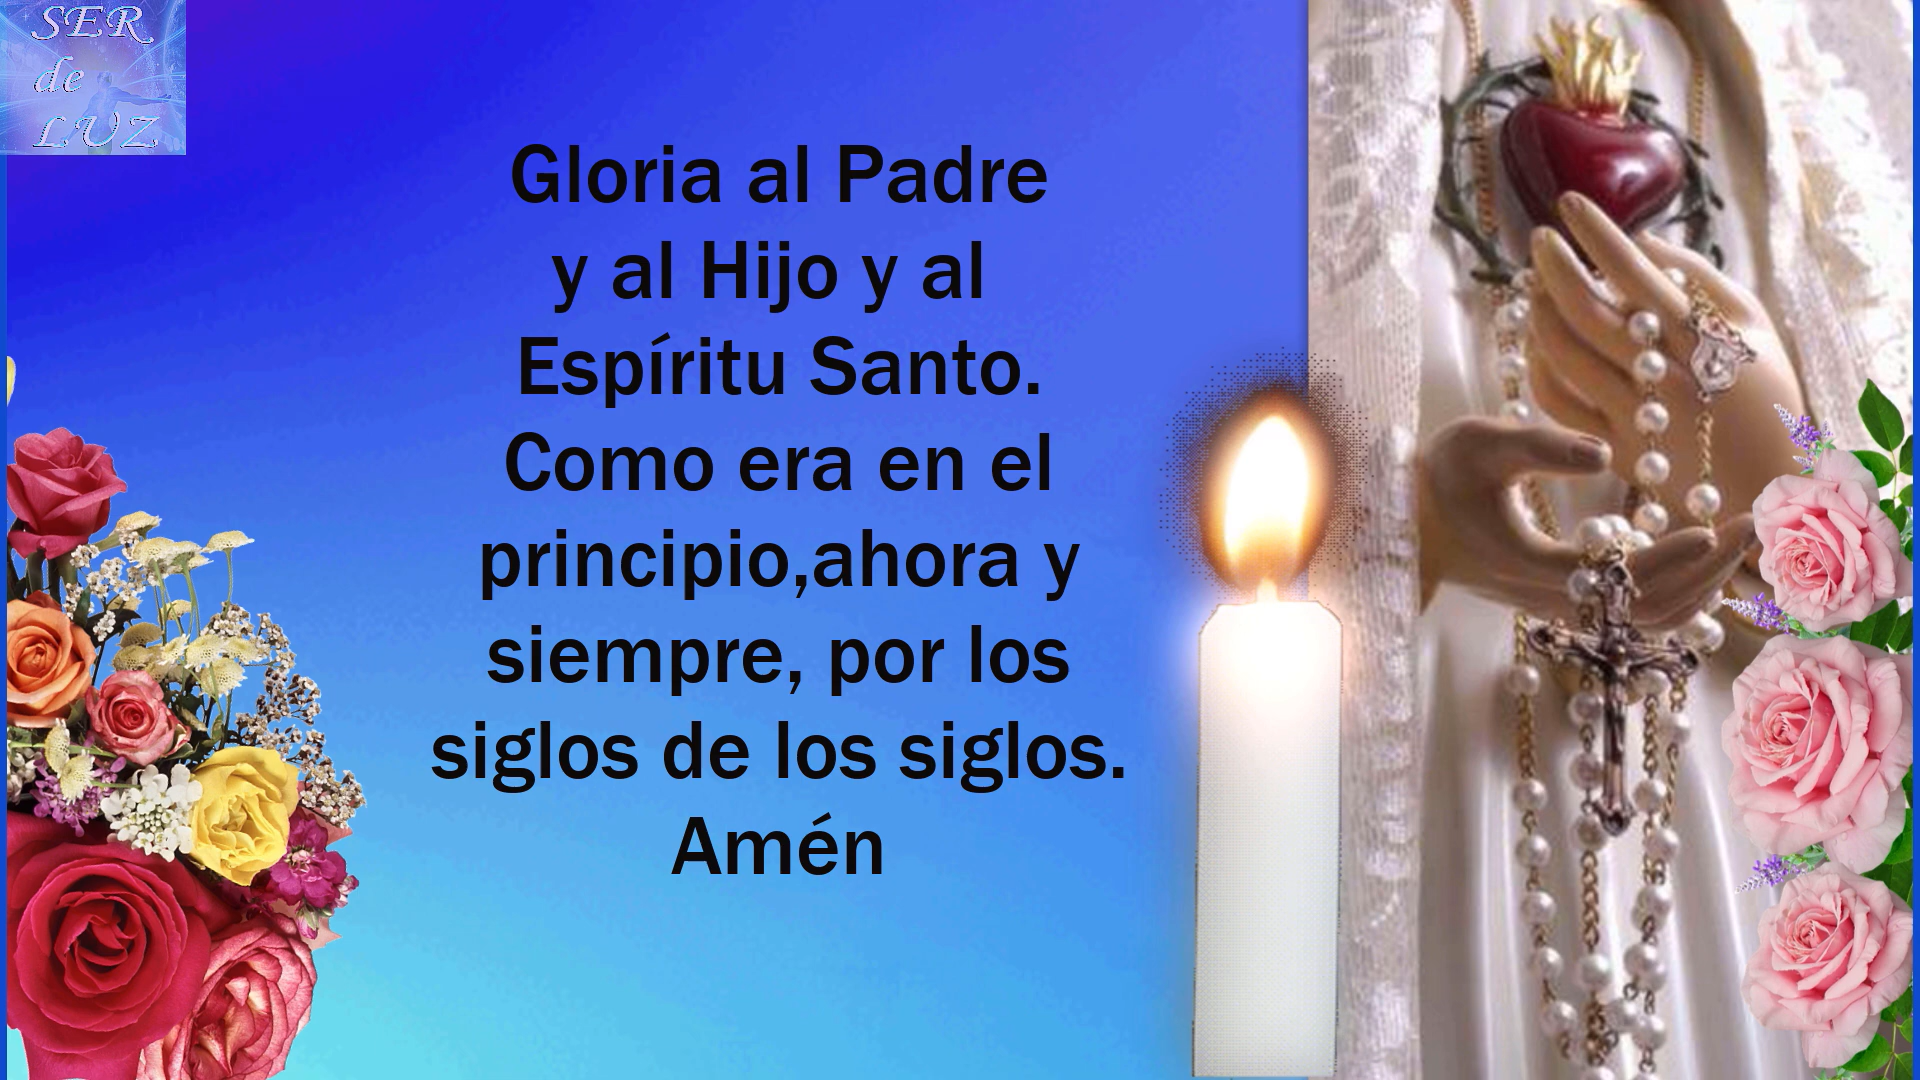 SER
de
LUZ
Gloria al Padre
y al Hijo y al
Espíritu Santo.
Como era en el
principio,ahora y
siempre, por los
siglos de los siglos.
Amén